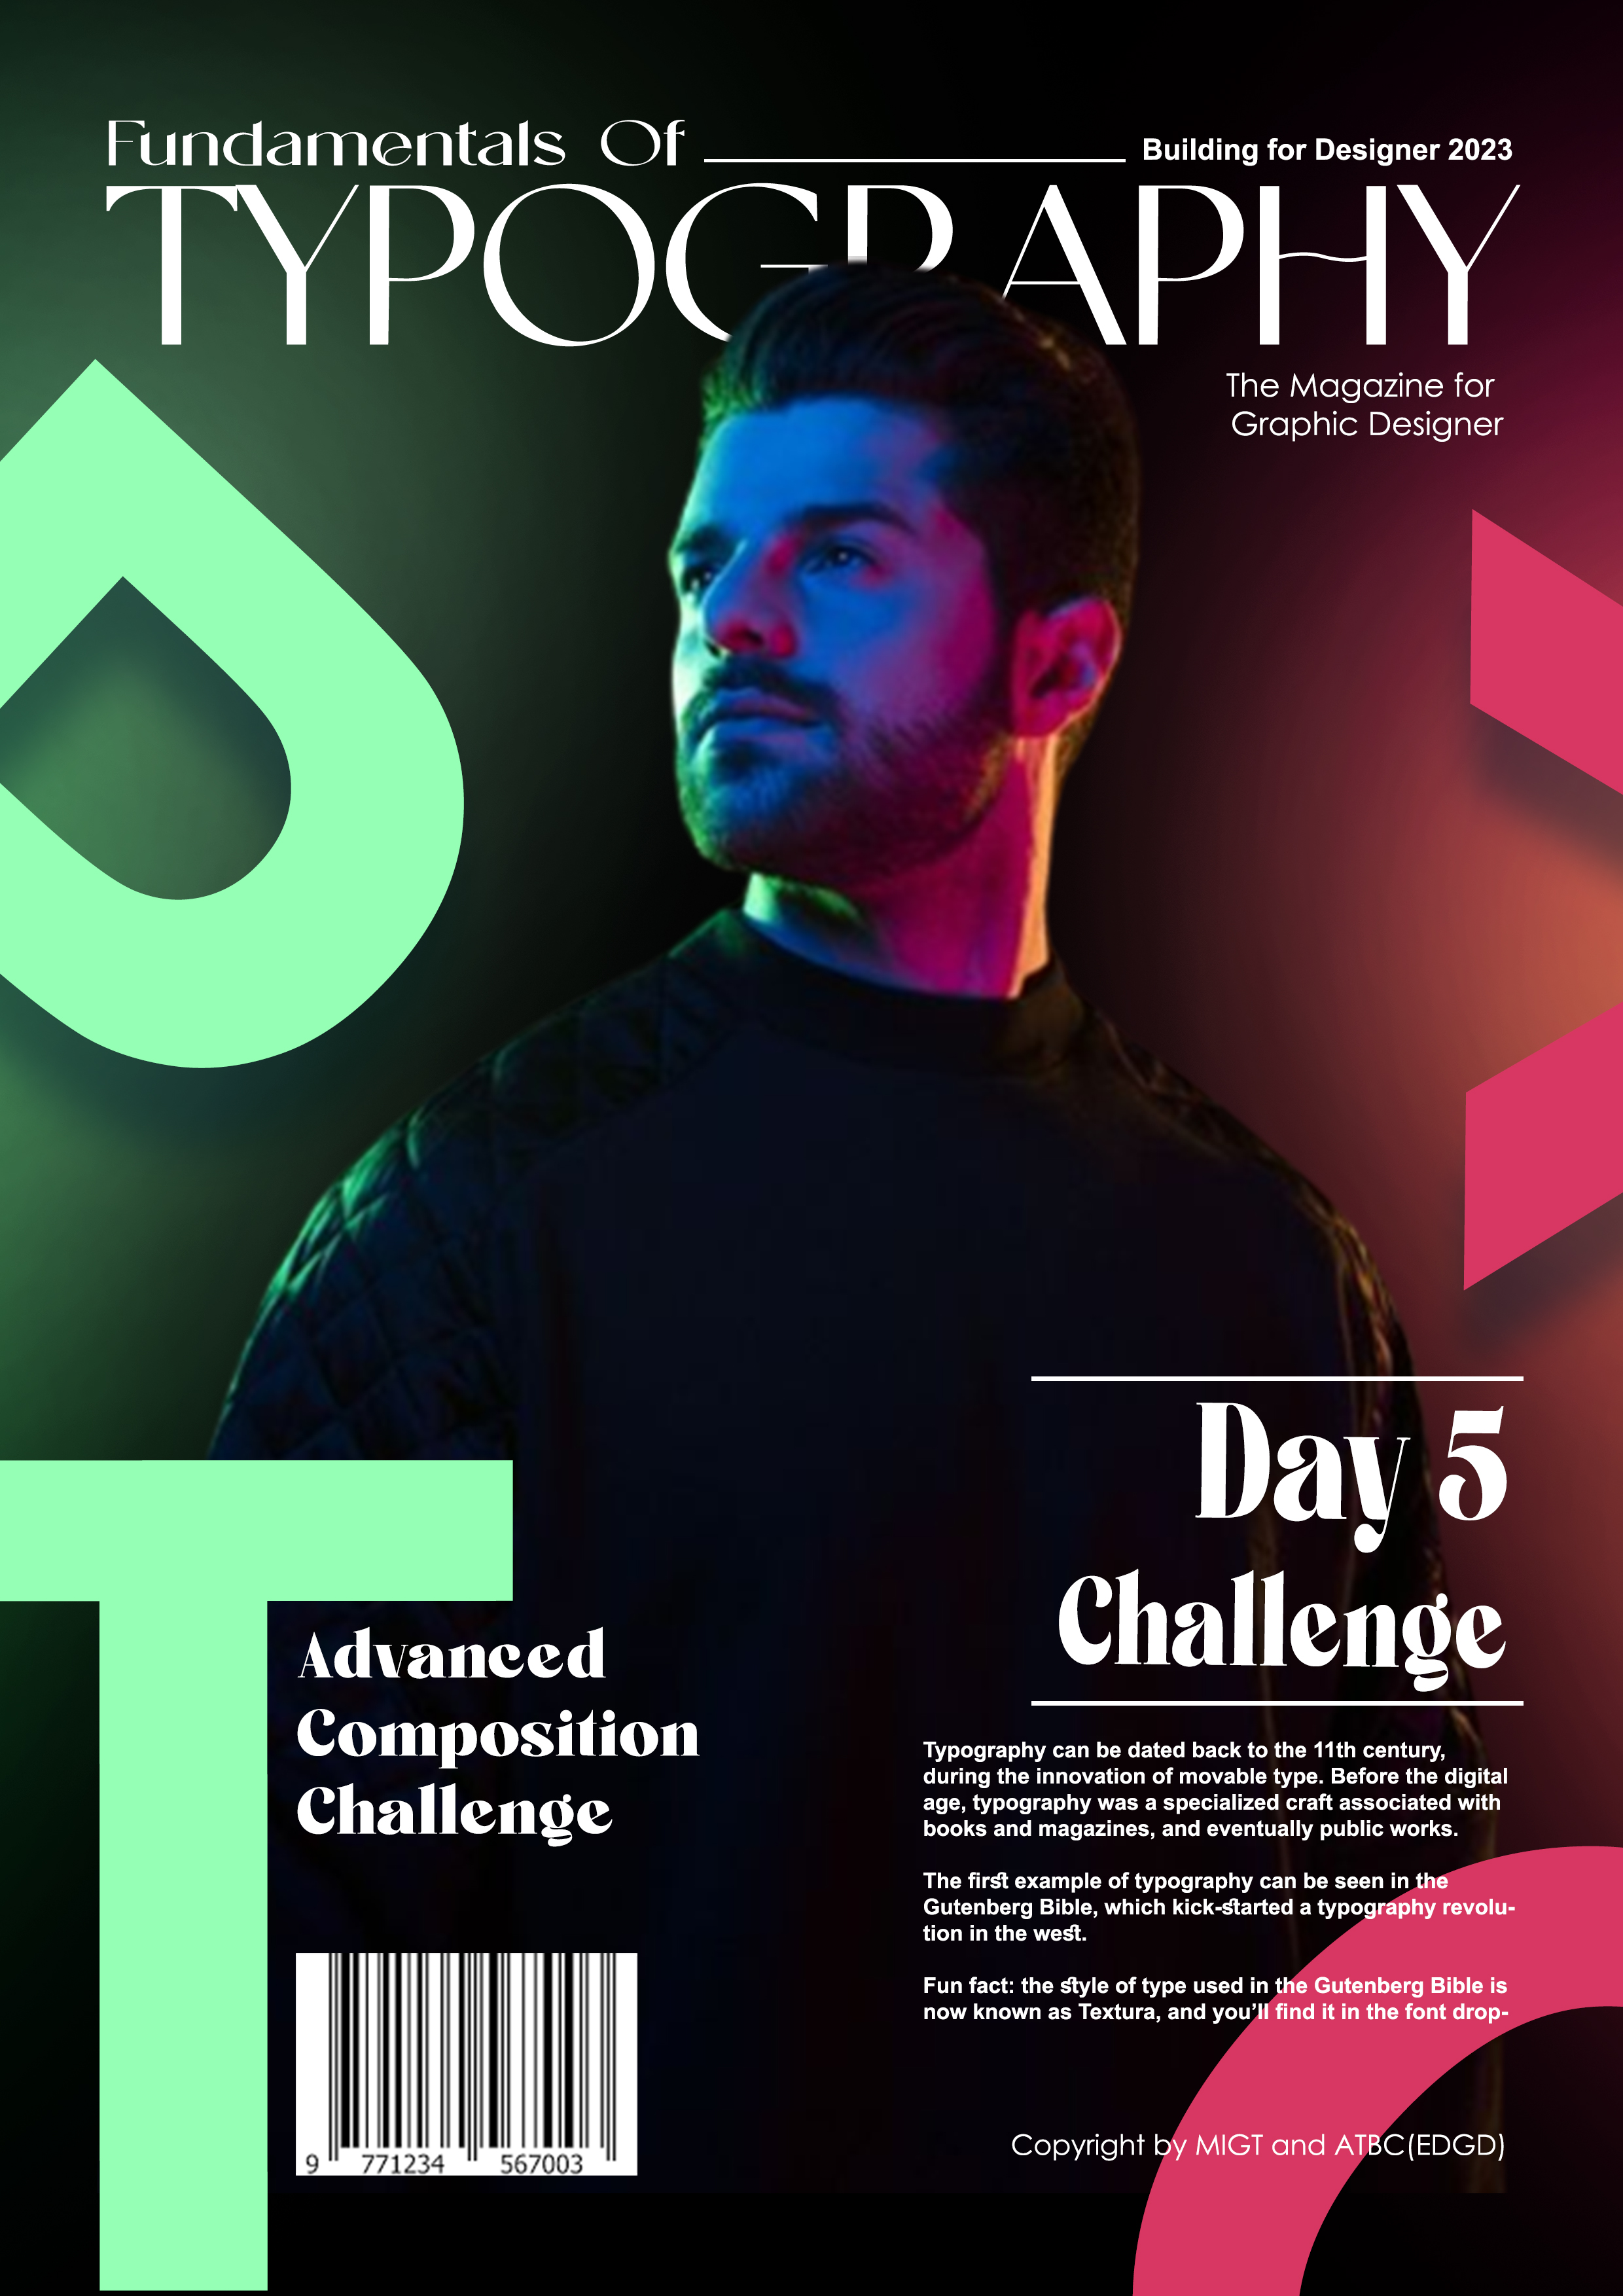 Fundamentals Of
Building for Designer 2023
TYPOGRAPHY
The Magazine for
Graphic Designer
Day 5
Challenge
T
Advanced
Composition
Challenge
Typography can be dated back to the 11th century,
during the innovation of movable type. Before the digital
age, typography was a specialized craft associated with
books and magazines, and eventually public works.
The first example of typography can be seen in the
Gutenberg Bible, which kick-started a typography revolu-
tion in the west.
Fun fact: the style of type used in the Gutenberg Bible is
now known as Textura, and you’ll find it in the font drop-
9 771234 567003
Copyright by MIGT and ATBC(EDGD)